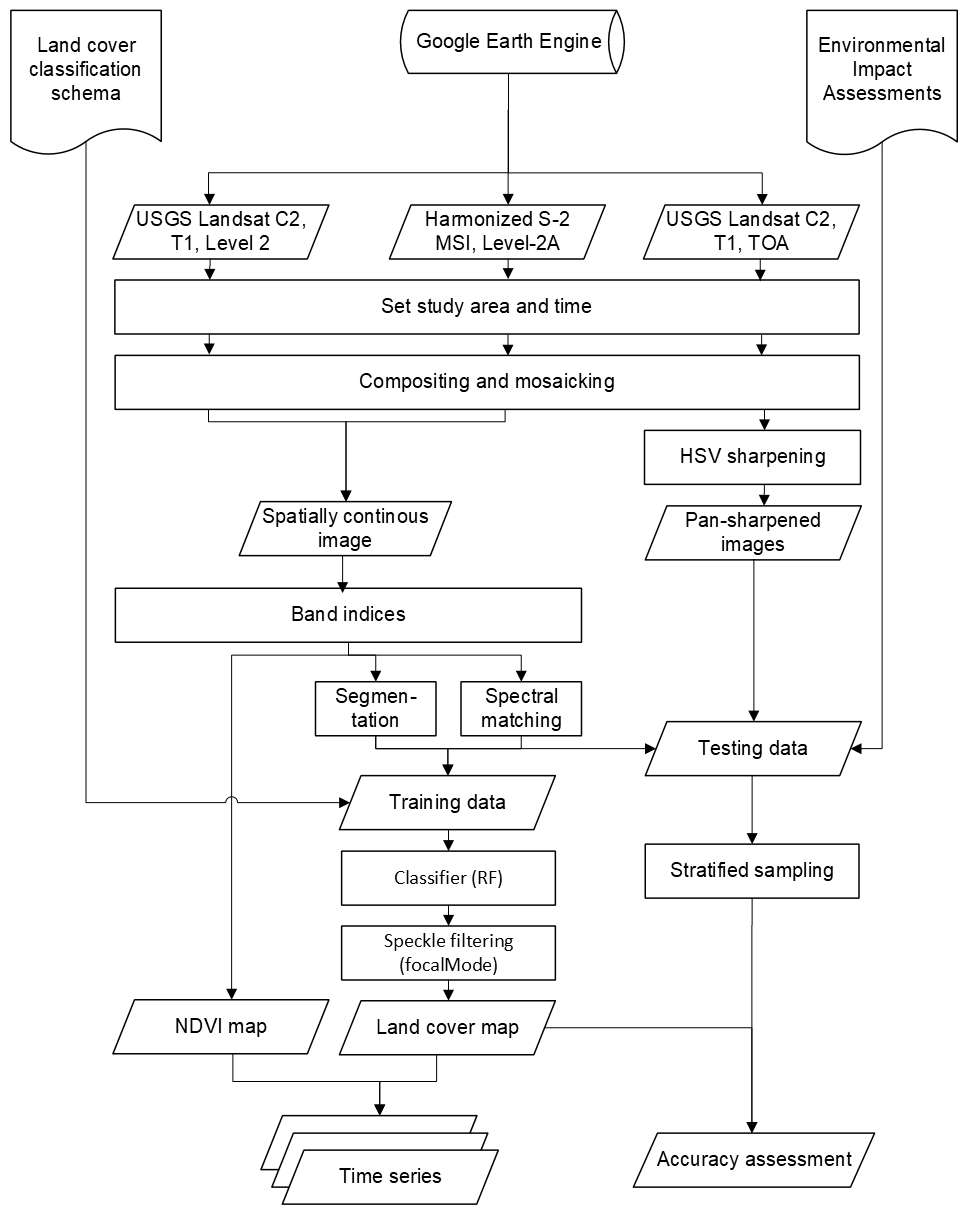 Land cover
classification
schema
Google Earth Engine
Environmental
Impact
Assessments
USGS Landsat C2,
T1, Level 2
Harmonized S-2
MSI, Level-2A
USGS Landsat C2,
T1, TOA
Set study area and time
Compositing and mosaicking
HSV sharpening
Spatially continous
image
Pan-sharpened
images
Band indices
Segmen-
tation
Spectral
matching
Testing data
Training data
Classifier (RF)
Stratified sampling
Speckle filtering
(focalMode)
NDVI map
Land cover map
Time series
Accuracy assessment